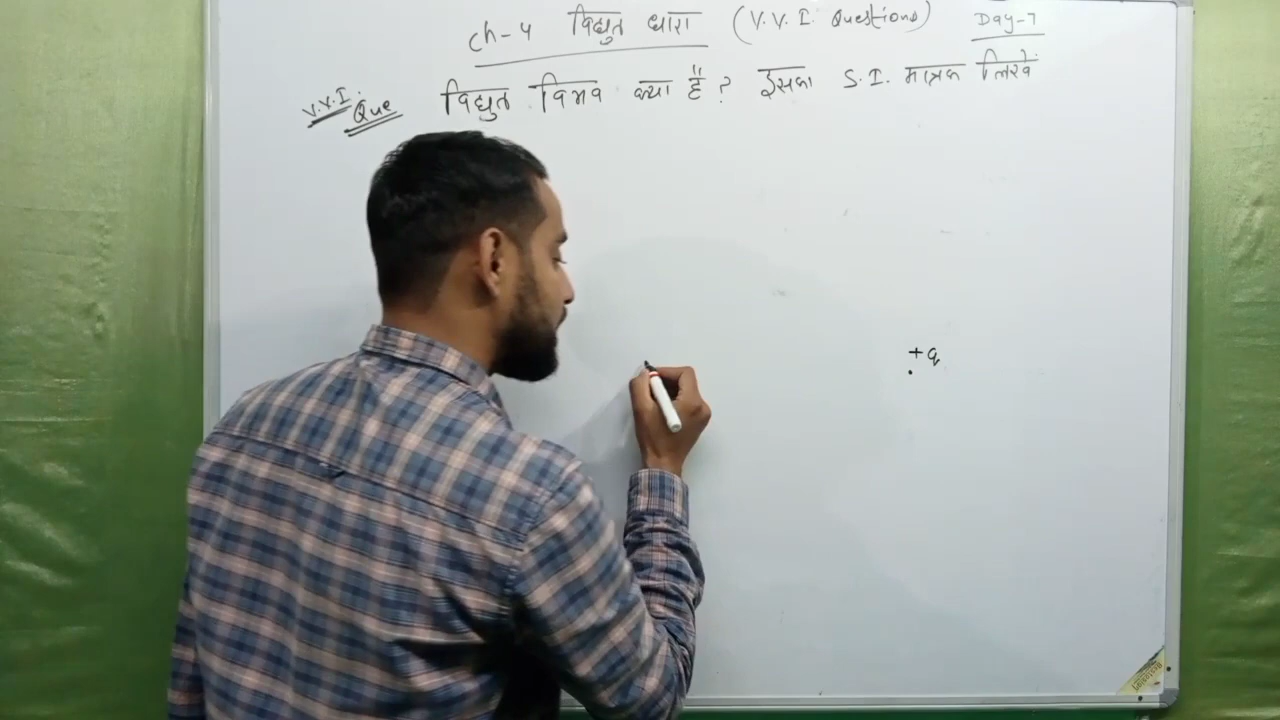 Ch-4 विद्युत धारा (V.V.I. Questions) Day-7
V.V.I. Que विद्युत विभव क्या है? इसका S.I. मात्रक लिखें
+q